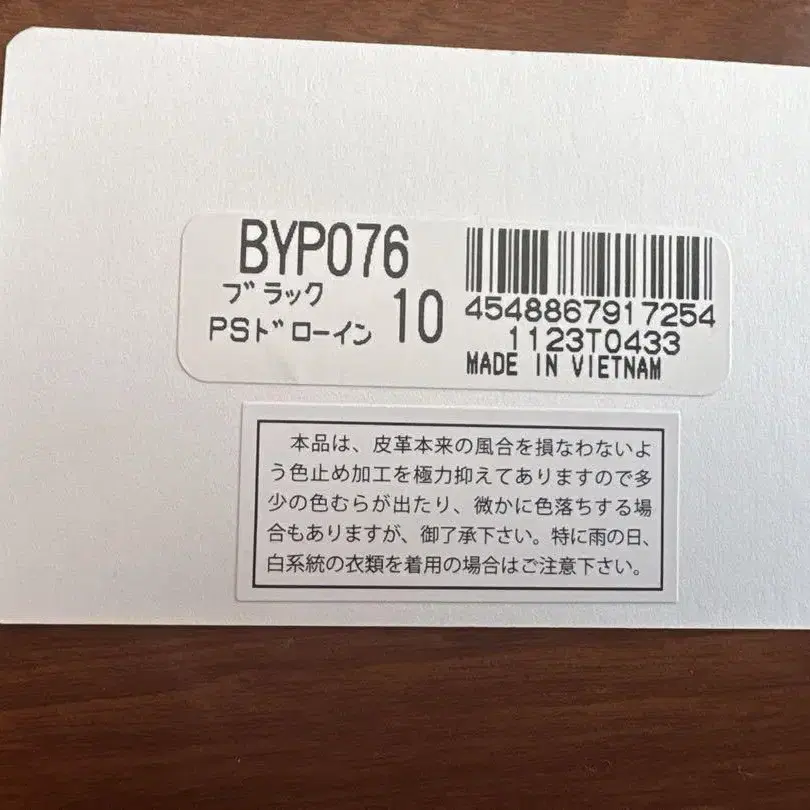 BYP076
ブラック
PSドローイン 10
4548867917254
1123T0433
MADE IN VIETNAM
本品は、皮革本来の風合を損なわないよ
う色止め加工を極力抑えてありますので多
少の色むらが出たり、微かに色落ちする場
合もありますが、御了承下さい。特に雨の日、
白系統の衣類を着用の場合はご注意下さい。